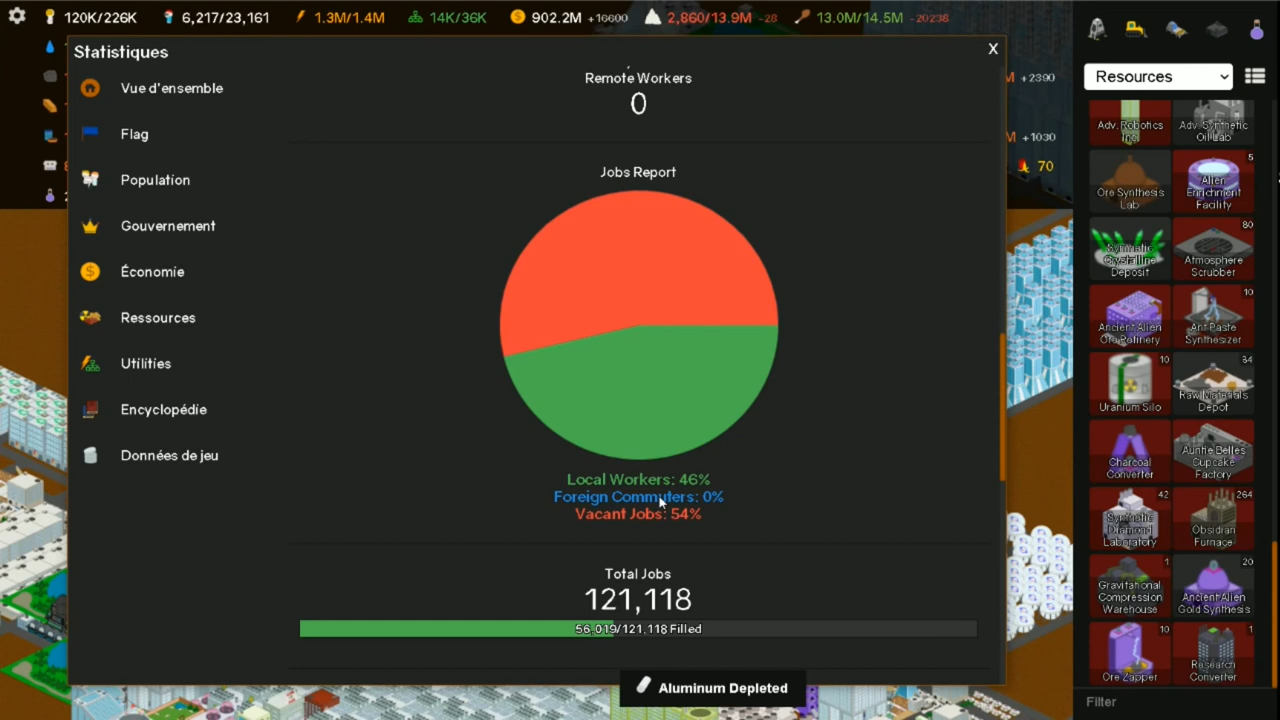 120K/226K 6,217/23,161 1.3M/1.4M 14K/36K 902.2M +16600 2,860/13.9M -28 13.0M/14.5M -20236
Statistiques X
Vue d'ensemble
Flag
Population
Gouvernement
Économie
Ressources
Utilities
Encyclopédie
Données de jeu
Remote Workers
0
Jobs Report
Local Workers: 46%
Foreign Commuters: 0%
Vacant Jobs: 54%
Total Jobs
121,118
56,019/121,118 Filled
Aluminum Depleted
M +2390
M +1030
70
Resources
Adv. Robotics
Inc.
Adv. Synthetic
Oil Lab
Ore Synthesis
Lab
5
Alien
Enrichment
Facility
Synthetic
Crystalline
Deposit
80
Atmosphere
Scrubber
Ancient Alien
Ore Refinery
10
Ant Paste
Synthesizer
10
Uranium Silo
34
Raw Materials
Depot
Charcoal
Converter
Auntie Belles
Cupcake
Factory
42
Synthetic
Diamond
Laboratory
264
Obsidian
Furnace
1
Gravitational
Compression
Warehouse
20
Ancient Alien
Gold Synthesis
10
Ore Zapper
1
Research
Converter
Filter